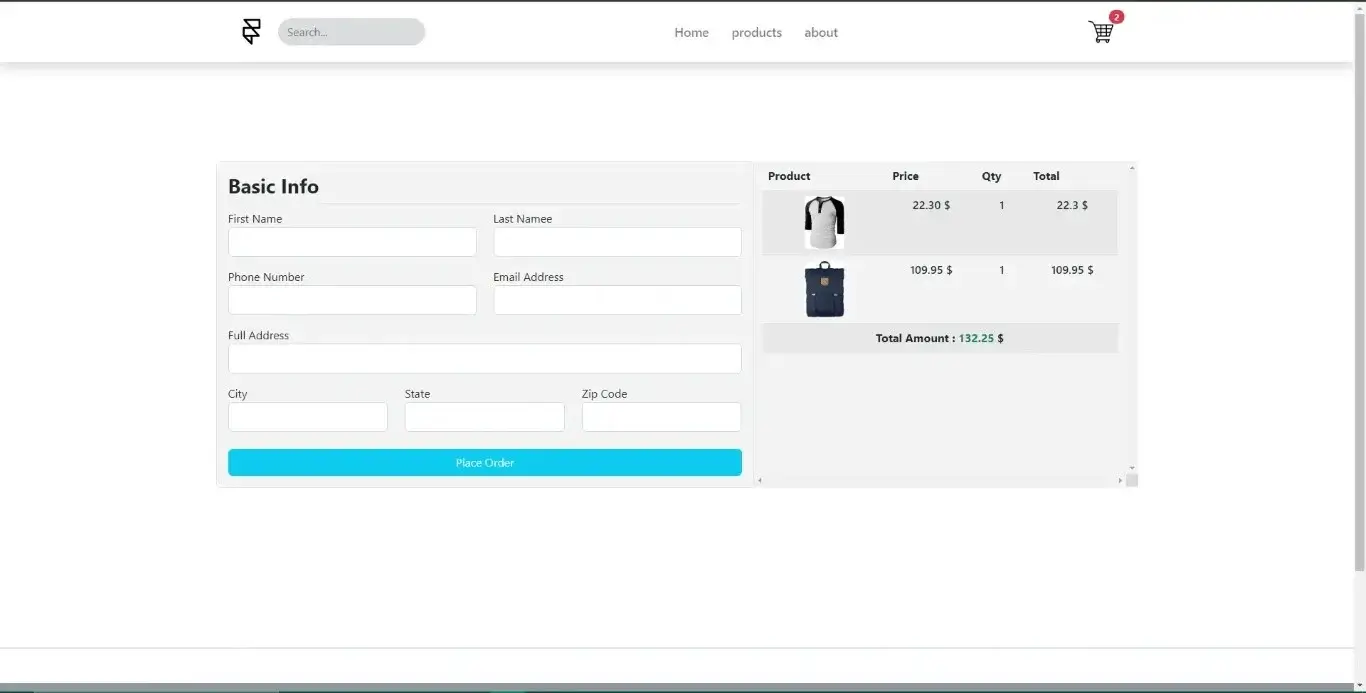 Search...
Home products about
2
Basic Info
First Name Last Namee
Phone Number Email Address
Full Address
City State Zip Code
Place Order
Product Price Qty Total
22.30 $ 1 22.3 $
109.95 $ 1 109.95 $
Total Amount : 132.25 $